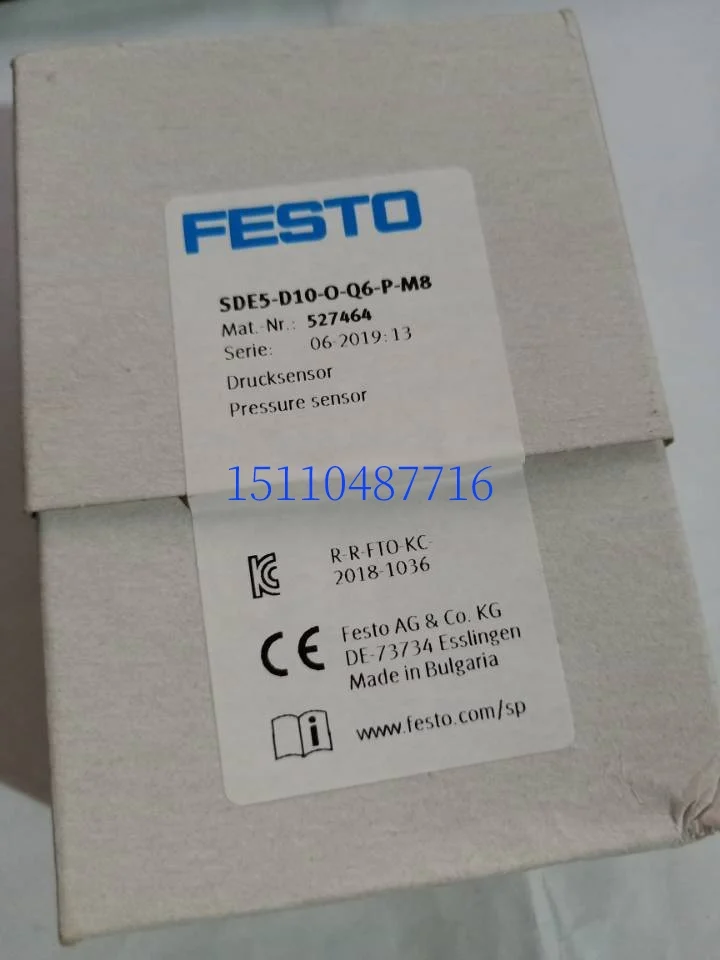 FESTO
SDE5-D10-O-Q6-P-M8
Mat.-Nr.: 527464
Serie: 06-2019:13
Drucksensor
Pressure sensor
15110487716
R-R-FTO-KC-
2018-1036
CE
Festo AG & Co. KG
DE-73734 Esslingen
Made in Bulgaria
i
www.festo.com/sp